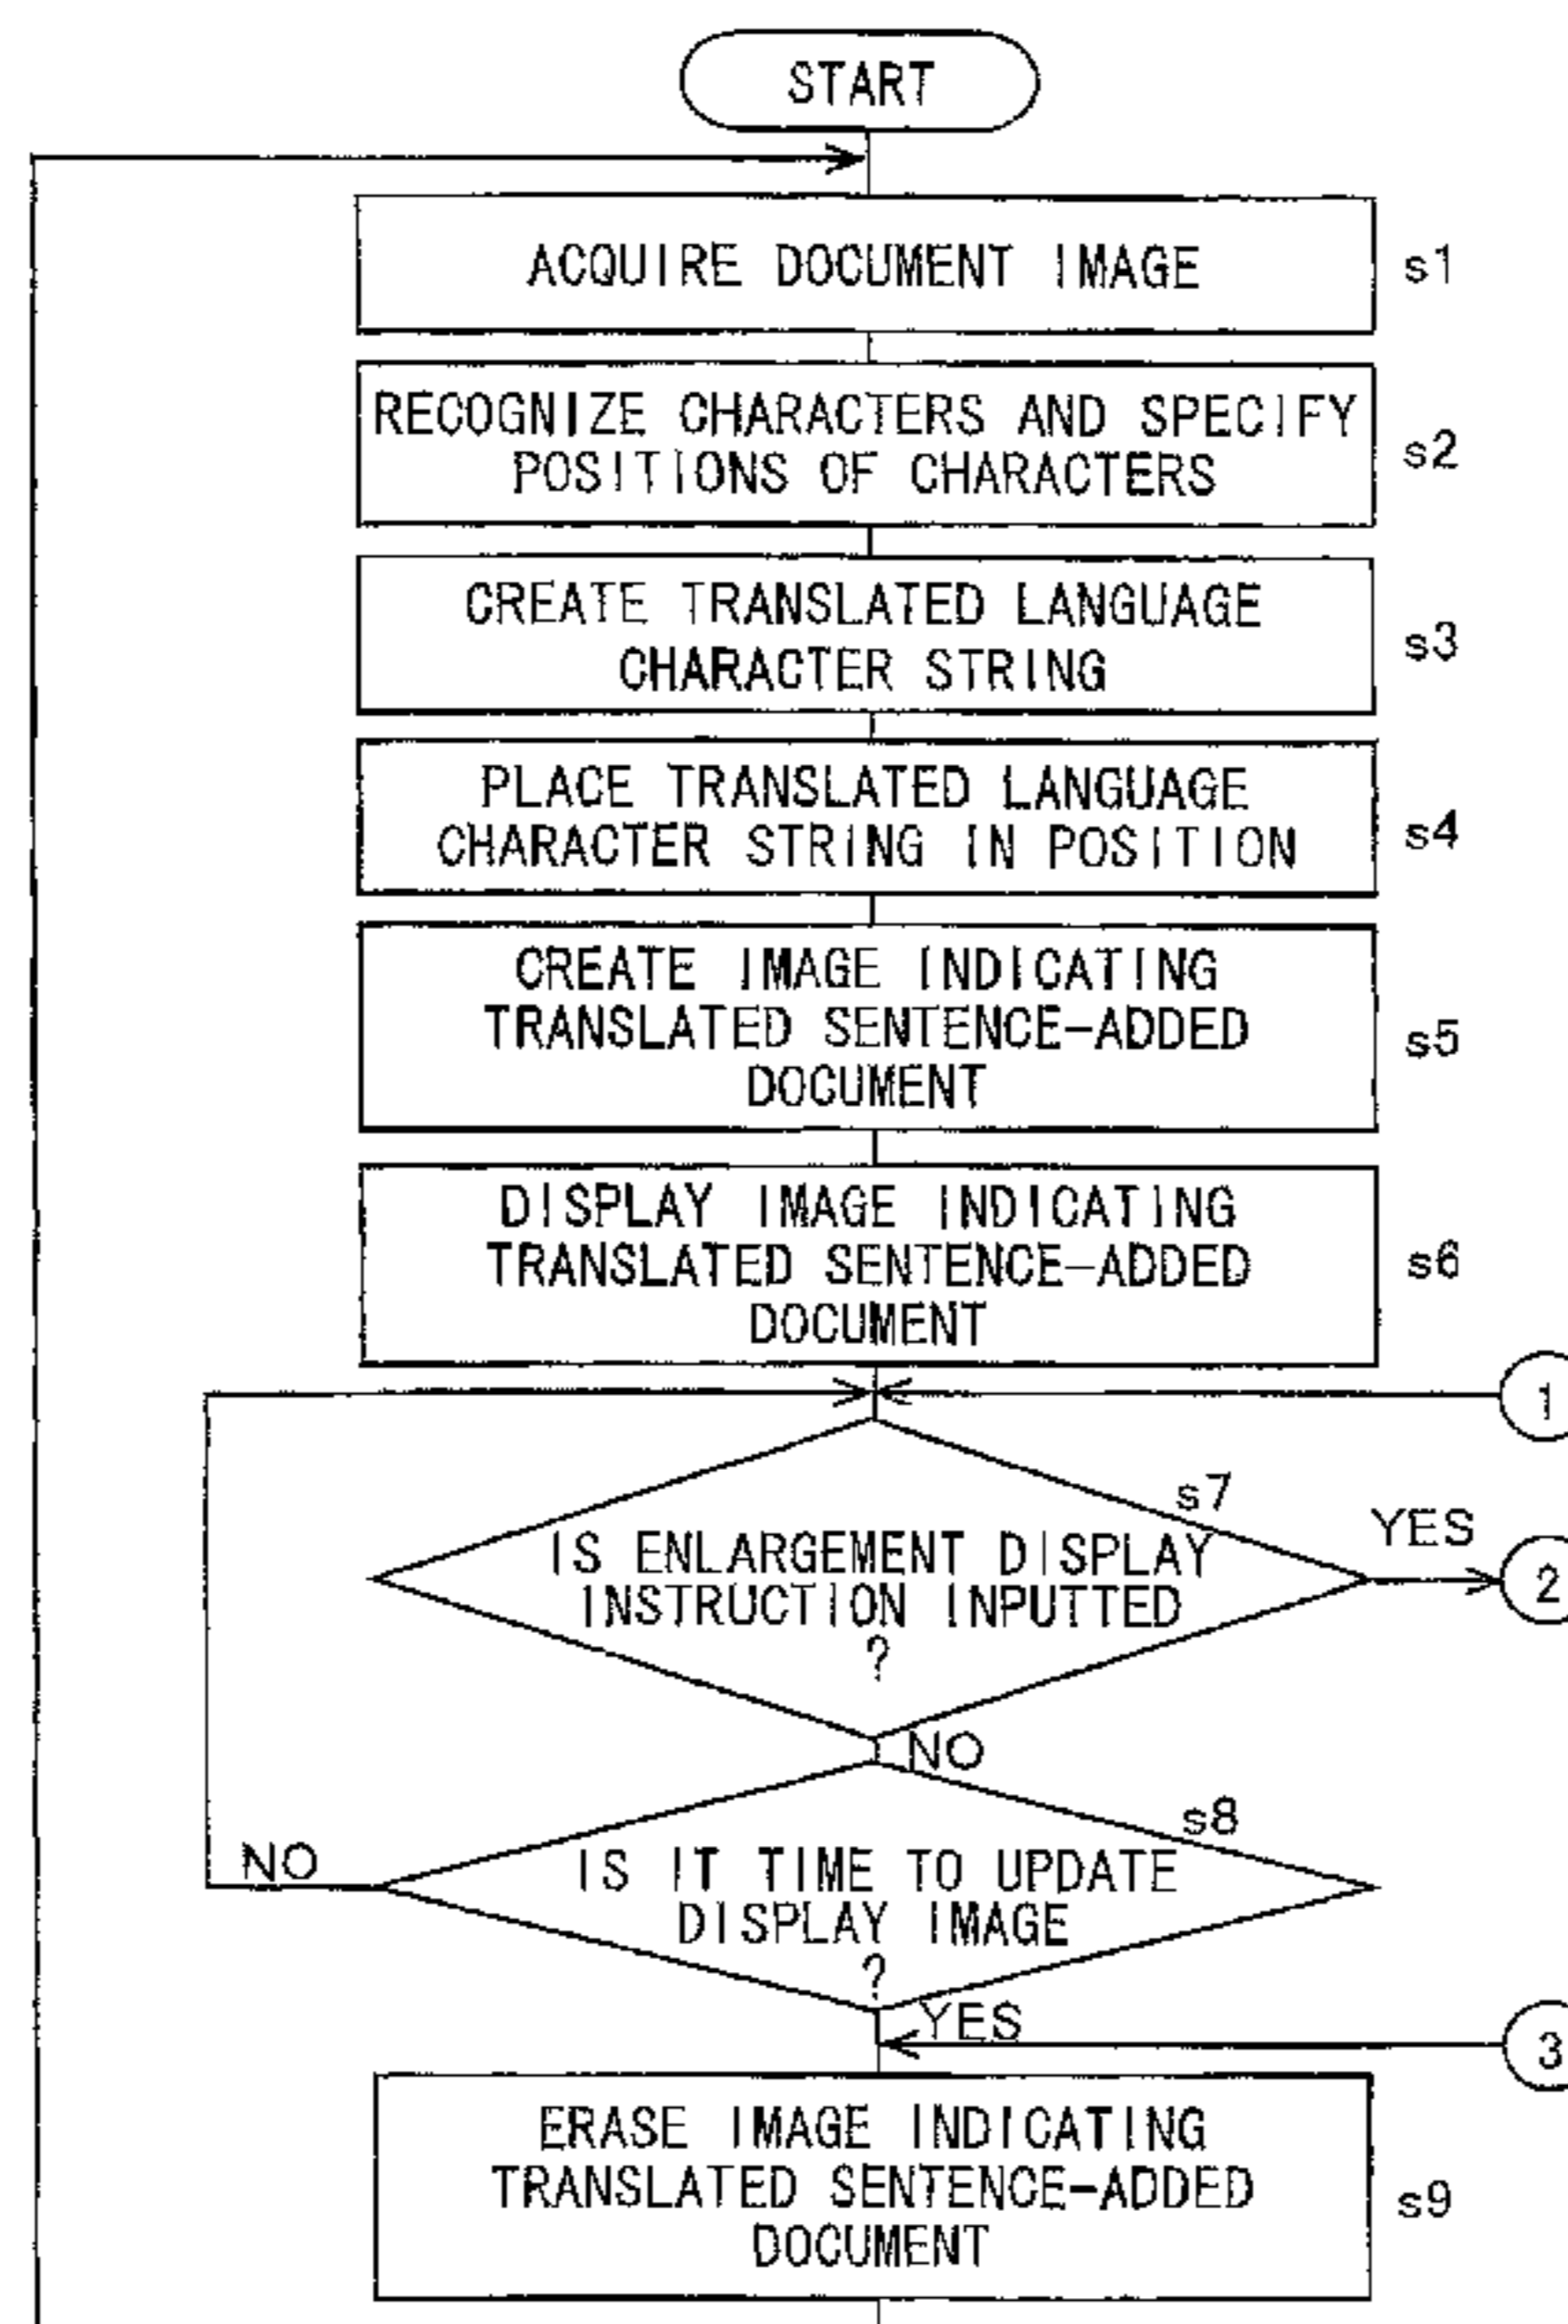 START
ACQUIRE DOCUMENT IMAGE
s1
RECOGNIZE CHARACTERS AND SPECIFY
POSITIONS OF CHARACTERS
s2
CREATE TRANSLATED LANGUAGE
CHARACTER STRING
s3
PLACE TRANSLATED LANGUAGE
CHARACTER STRING IN POSITION
s4
CREATE IMAGE INDICATING
TRANSLATED SENTENCE-ADDED
DOCUMENT
s5
DISPLAY IMAGE INDICATING
TRANSLATED SENTENCE-ADDED
DOCUMENT
s6
1
s7
IS ENLARGEMENT DISPLAY
INSTRUCTION INPUTTED
?
YES
2
NO
s8
IS IT TIME TO UPDATE
DISPLAY IMAGE
?
NO
YES
3
ERASE IMAGE INDICATING
TRANSLATED SENTENCE-ADDED
DOCUMENT
s9